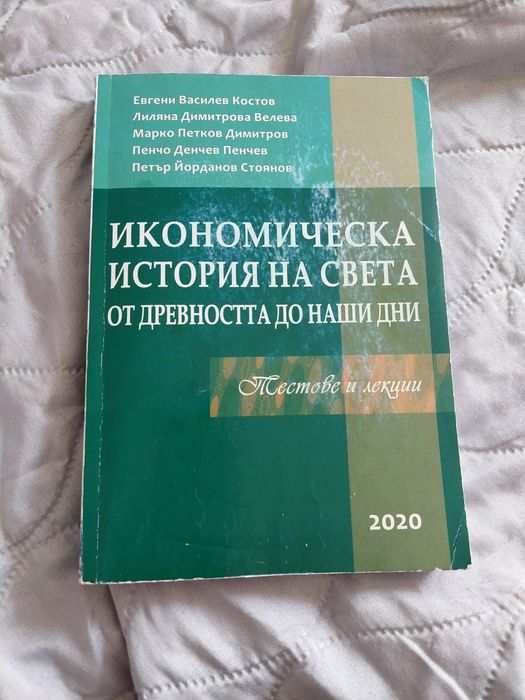 Евгени Василев Костов
Лиляна Димитрова Велева
Марко Петков Димитров
Пенчо Денчев Пенчев
Петър Йорданов Стоянов
ИКОНОМИЧЕСКА
ИСТОРИЯ НА СВЕТА
ОТ ДРЕВНОСТТА ДО НАШИ ДНИ
Тестове и лекции
2020